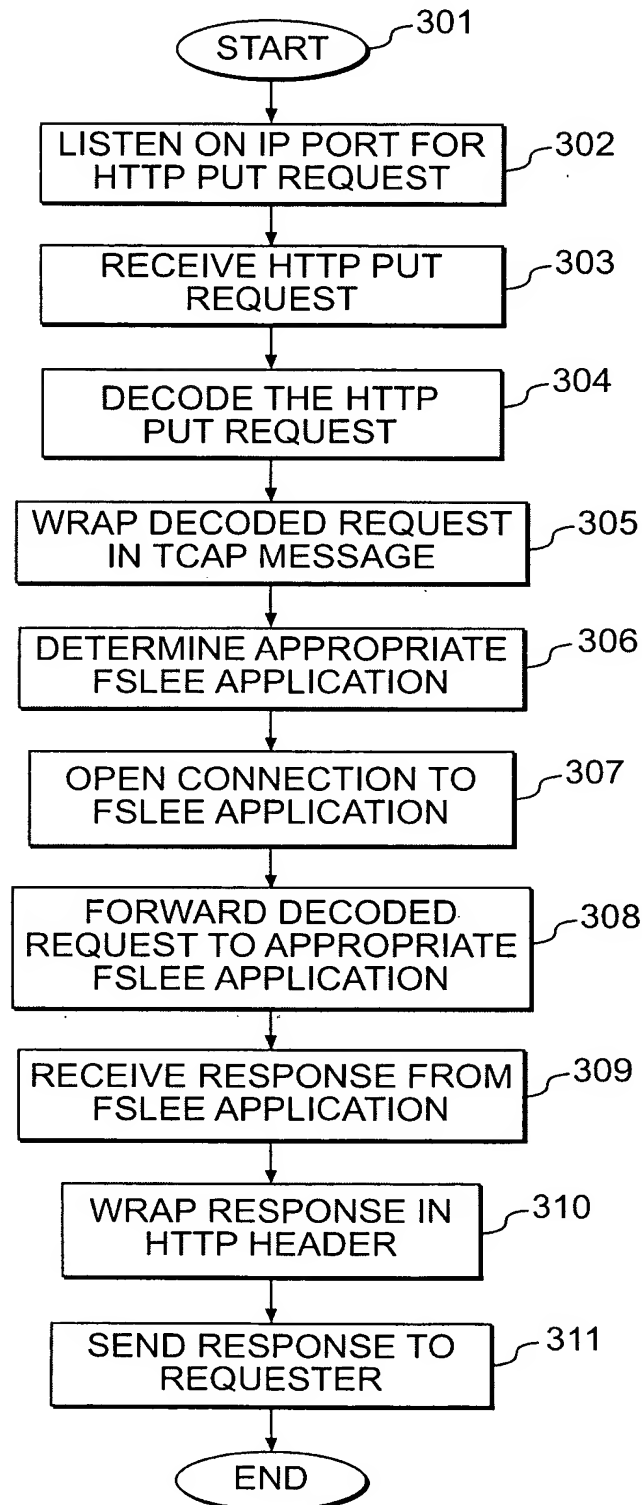 START
301
LISTEN ON IP PORT FOR
HTTP PUT REQUEST
302
RECEIVE HTTP PUT
REQUEST
303
DECODE THE HTTP
PUT REQUEST
304
WRAP DECODED REQUEST
IN TCAP MESSAGE
305
DETERMINE APPROPRIATE
FSLEE APPLICATION
306
OPEN CONNECTION TO
FSLEE APPLICATION
307
FORWARD DECODED
REQUEST TO APPROPRIATE
FSLEE APPLICATION
308
RECEIVE RESPONSE FROM
FSLEE APPLICATION
309
WRAP RESPONSE IN
HTTP HEADER
310
SEND RESPONSE TO
REQUESTER
311
END